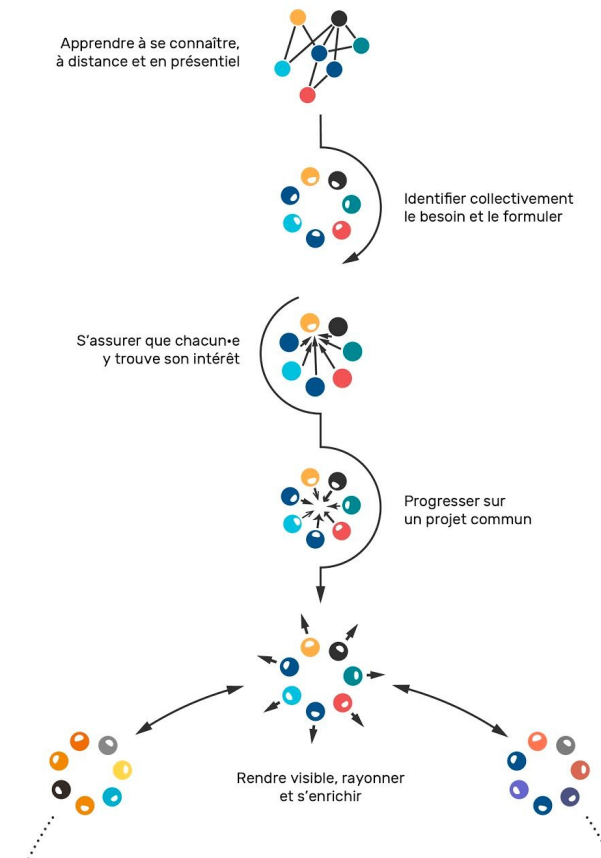 Apprendre à se connaître,
à distance et en présentiel
Identifier collectivement
le besoin et le formuler
S’assurer que chacun•e
y trouve son intérêt
Progresser sur
un projet commun
Rendre visible, rayonner
et s’enrichir